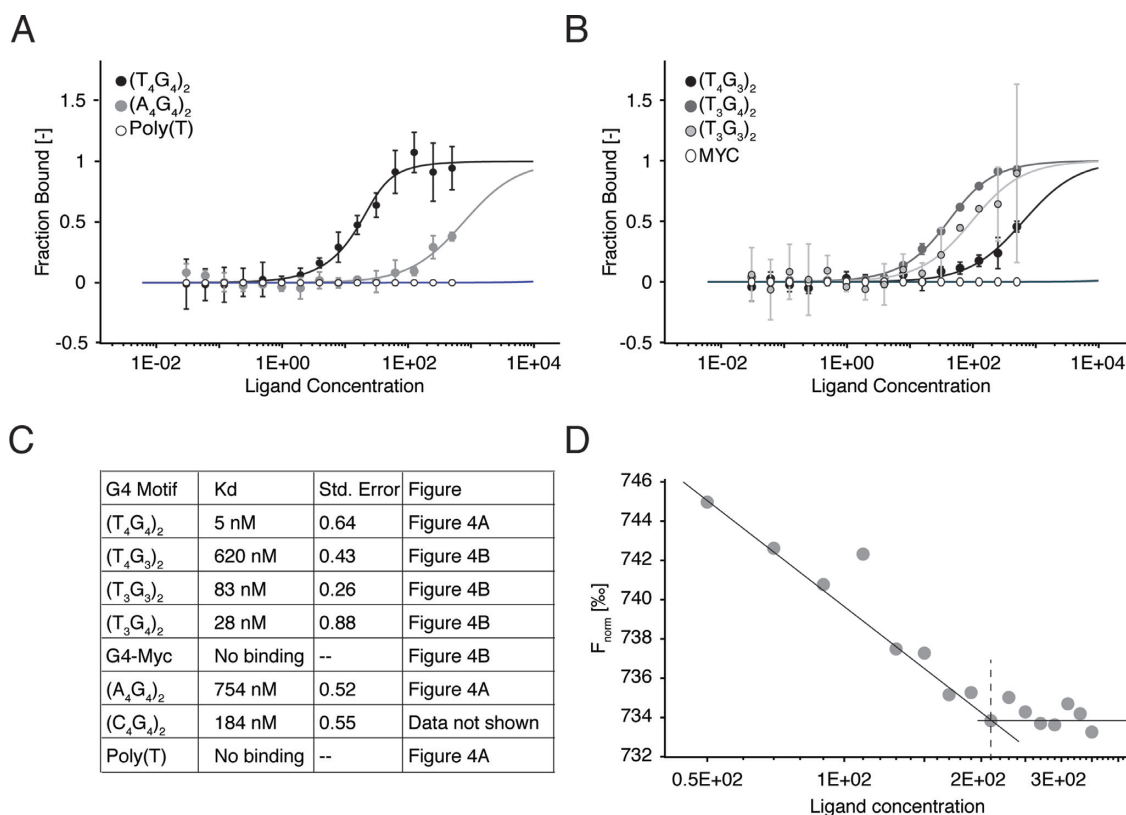 A
(T₄G₄)₂
(A₄G₄)₂
Poly(T)
Fraction Bound [-]
1.5
1
0.5
0
-0.5
1E-02 1E+00 1E+02 1E+04
Ligand Concentration
B
(T₄G₃)₂
(T₃G₄)₂
(T₃G₃)₂
MYC
Fraction Bound [-]
1.5
1
0.5
0
-0.5
1E-02 1E+00 1E+02 1E+04
Ligand Concentration
C
G4 Motif Kd Std. Error Figure
(T₄G₄)₂ 5 nM 0.64 Figure 4A
(T₄G₃)₂ 620 nM 0.43 Figure 4B
(T₃G₃)₂ 83 nM 0.26 Figure 4B
(T₃G₄)₂ 28 nM 0.88 Figure 4B
G4-Myc No binding -- Figure 4B
(A₄G₄)₂ 754 nM 0.52 Figure 4A
(C₄G₄)₂ 184 nM 0.55 Data not shown
Poly(T) No binding -- Figure 4A
D
Fnorm [‰]
746
744
742
740
738
736
734
732
0.5E+02 1E+02 2E+02 3E+02
Ligand concentration